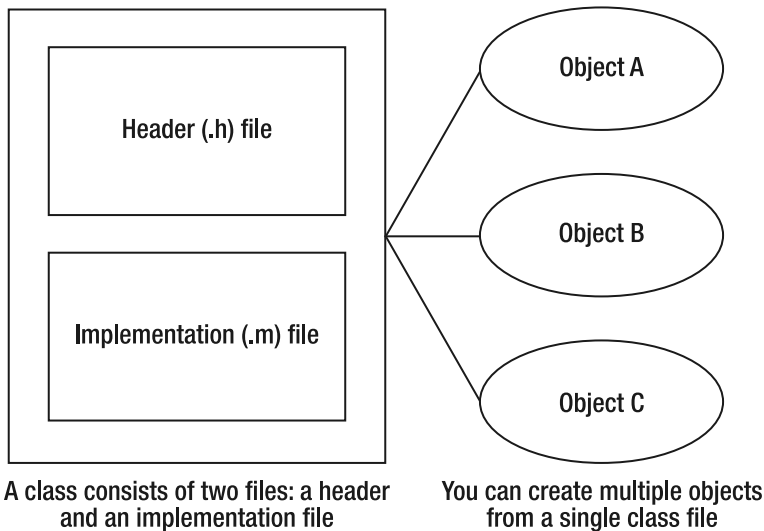 Header (.h) file
Implementation (.m) file
Object A
Object B
Object C
A class consists of two files: a header
and an implementation file
You can create multiple objects
from a single class file